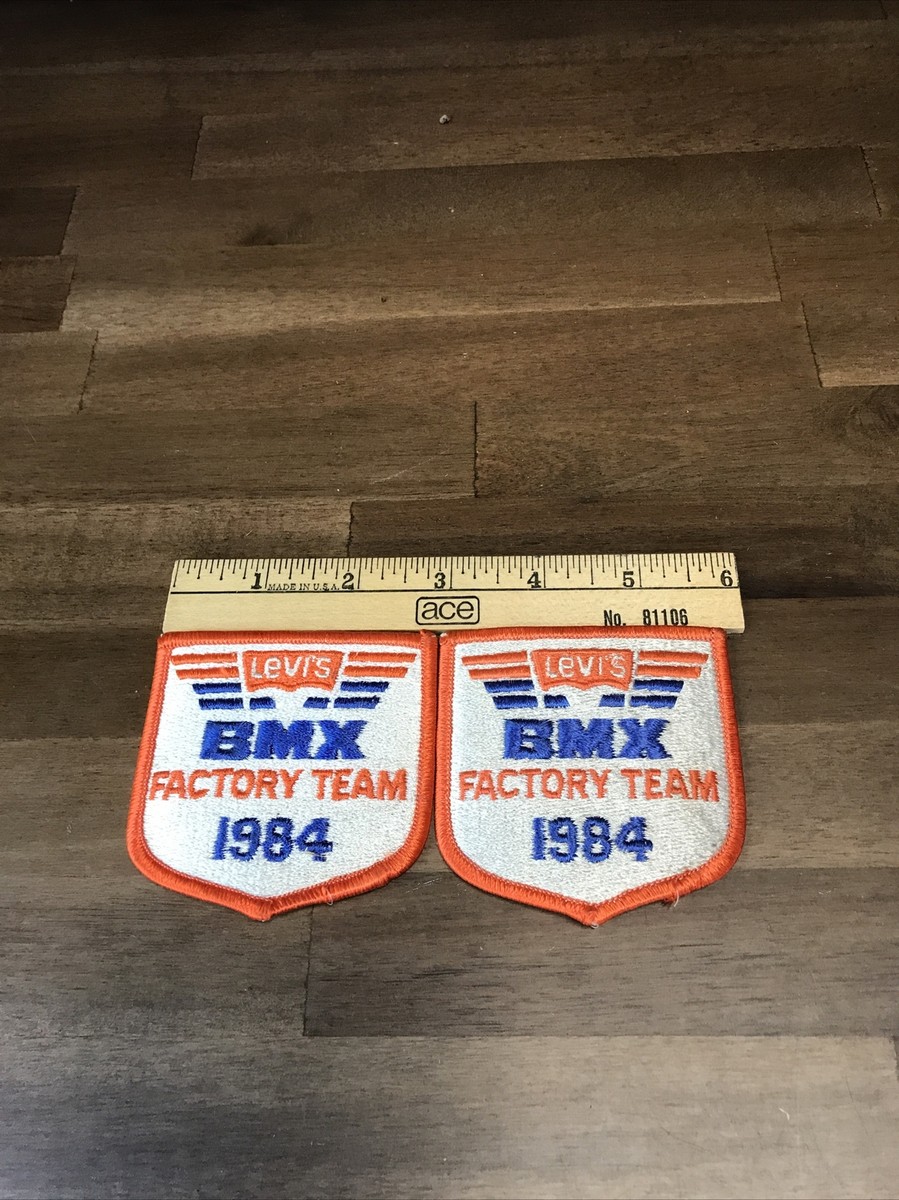 1 2 3 4 5 6
MADE IN U.S.A.
ace
No. 81106
LEVI'S
BMX
FACTORY TEAM
1984
LEVI'S
BMX
FACTORY TEAM
1984